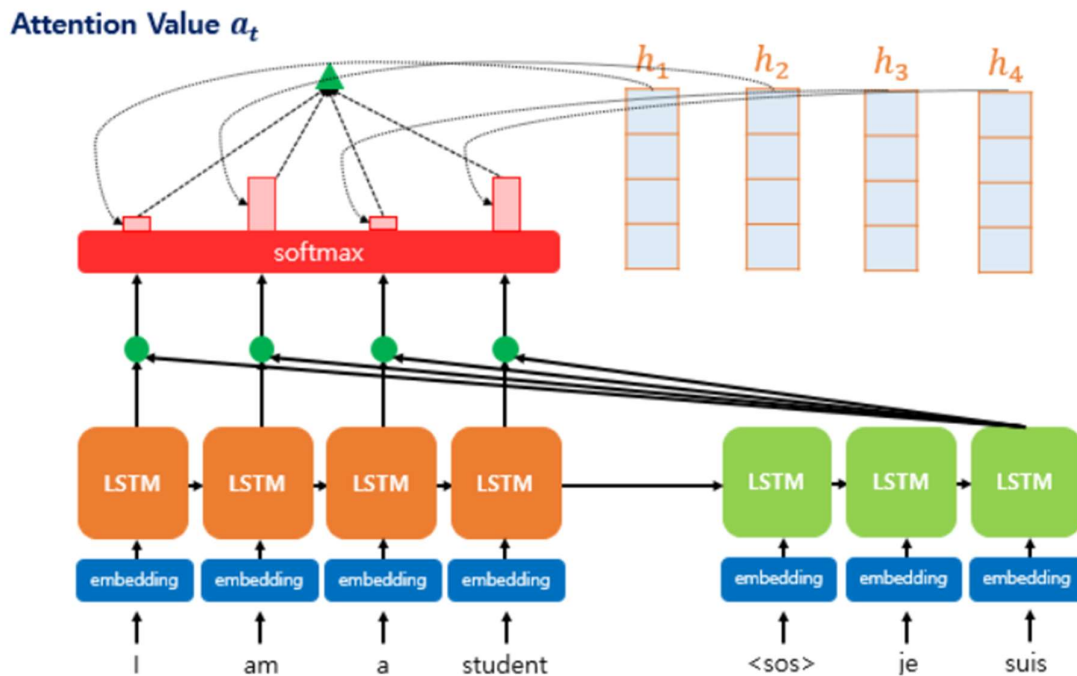 Attention Value a_t
h_1 h_2 h_3 h_4
softmax
LSTM LSTM LSTM LSTM LSTM LSTM LSTM
embedding embedding embedding embedding embedding embedding embedding
I am a student <sos> je suis